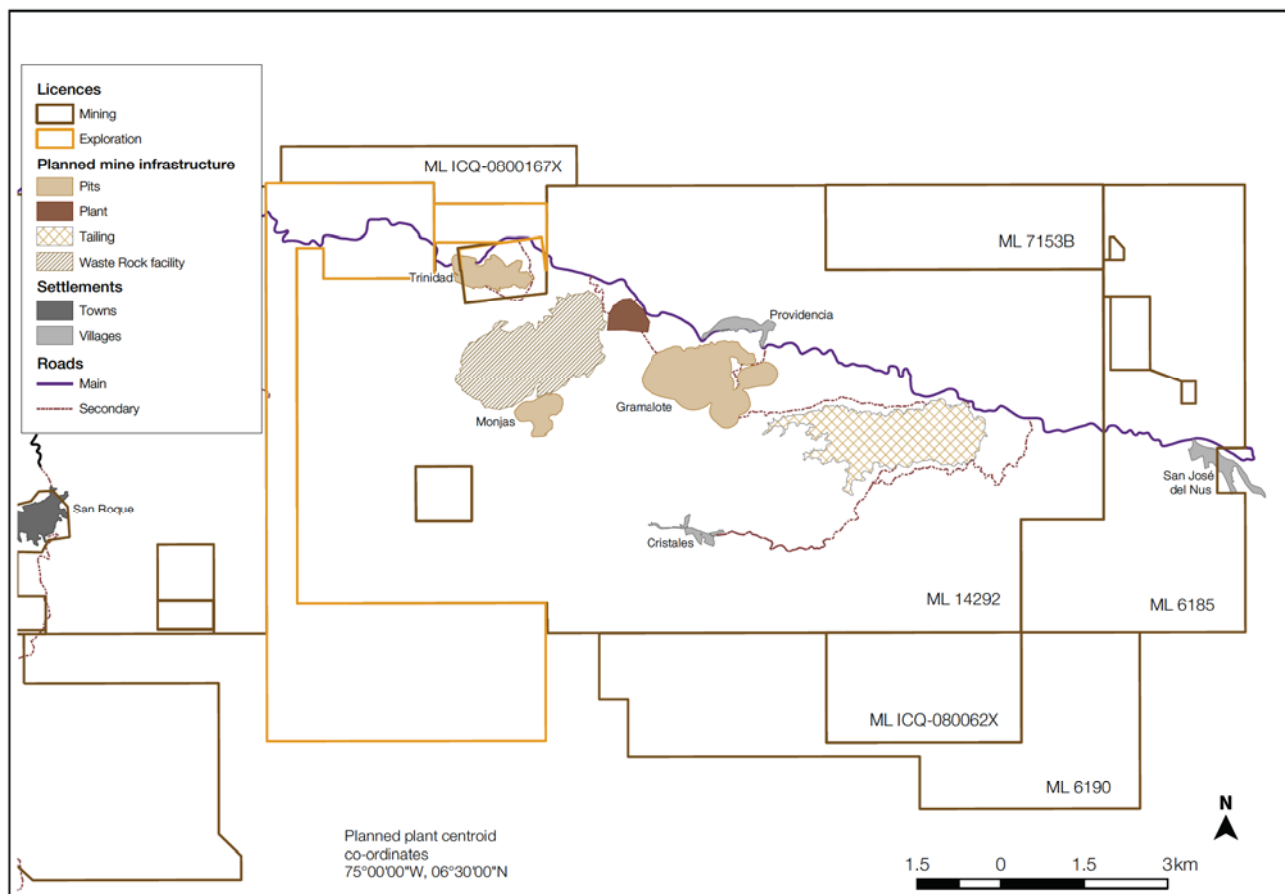 Licences
Mining
Exploration
Planned mine infrastructure
Pits
Plant
Tailing
Waste Rock facility
Settlements
Towns
Villages
Roads
Main
Secondary
ML ICQ-0800167X
ML 7153B
Trinidad
Providencia
Monjas
Gramalote
San José
del Nus
San Roque
Cristales
ML 14292
ML 6185
ML ICQ-080062X
ML 6190
Planned plant centroid
co-ordinates
75°00'00"W, 06°30'00"N
N
1.5 0 1.5 3km